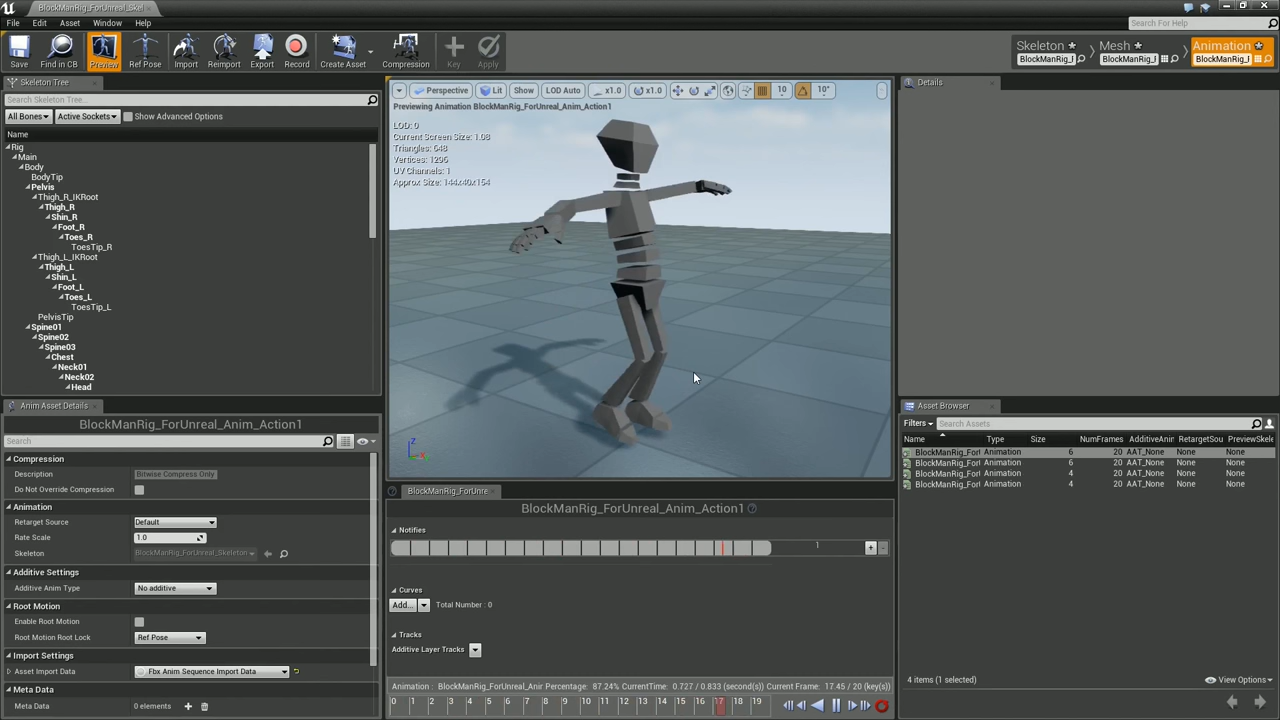 BlockManRig_ForUnreal_Skel
File Edit Asset Window Help
Search For Help
Save Find in CB Preview Ref Pose Import Reimport Export Record Create Asset Compression Key Apply
Skeleton Mesh Animation
BlockManRig_I BlockManRig_I BlockManRig_I
Skeleton Tree
Search Skeleton Tree...
All Bones Active Sockets Show Advanced Options
Name
Rig
Main
Body
BodyTip
Pelvis
Thigh_R_IKRoot
Thigh_R
Shin_R
Foot_R
Toes_R
ToesTip_R
Thigh_L_IKRoot
Thigh_L
Shin_L
Foot_L
Toes_L
ToesTip_L
PelvisTip
Spine01
Spine02
Spine03
Chest
Neck01
Neck02
Head
Perspective Lit Show LOD Auto x1.0 x1.0 10 10°
Previewing Animation BlockManRig_ForUnreal_Anim_Action1
LOD: 0
Current Screen Size: 1.08
Triangles: 648
Vertices: 1296
UV Channels: 1
Approx Size: 144x40x154
Z
X
Details
Anim Asset Details
BlockManRig_ForUnreal_Anim_Action1
Search
Compression
Description Bitwise Compress Only
Do Not Override Compression
Animation
Retarget Source Default
Rate Scale 1.0
Skeleton BlockManRig_ForUnreal_Skeleton
Additive Settings
Additive Anim Type No additive
Root Motion
Enable Root Motion
Root Motion Root Lock Ref Pose
Import Settings
Asset Import Data Fbx Anim Sequence Import Data
Meta Data
Meta Data 0 elements
BlockManRig_ForUnre
BlockManRig_ForUnreal_Anim_Action1
Notifies
1
Curves
Add... Total Number : 0
Tracks
Additive Layer Tracks
Animation : BlockManRig_ForUnreal_Anir Percentage: 87.24% CurrentTime: 0.727 / 0.833 (second(s)) Current Frame: 17.45 / 20 (key(s))
0 1 2 3 4 5 6 7 8 9 10 11 12 13 14 15 16 17 18 19
Asset Browser
Filters Search Assets
Name Type Size NumFrames AdditiveAnin RetargetSou PreviewSkele
BlockManRig_Forl Animation 6 20 AAT_None None None
BlockManRig_Forl Animation 6 20 AAT_None None None
BlockManRig_Forl Animation 4 20 AAT_None None None
BlockManRig_Forl Animation 4 20 AAT_None None None
4 items (1 selected)
View Options